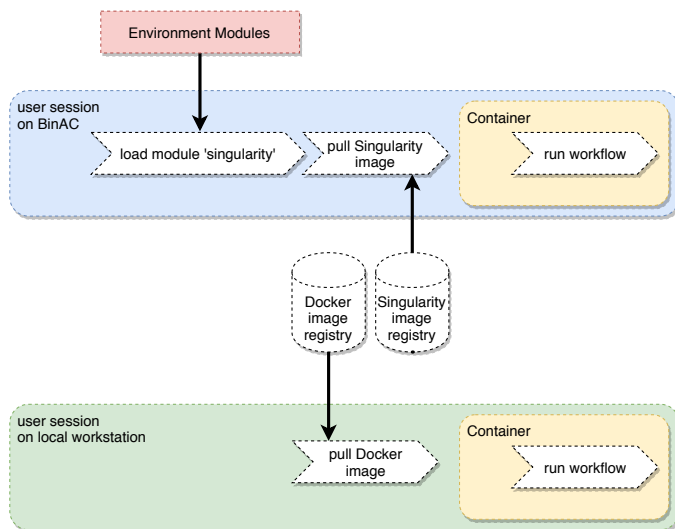 Environment Modules
user session
on BinAC
load module 'singularity'
pull Singularity
image
Container
run workflow
Docker
image
registry
Singularity
image
registry
user session
on local workstation
pull Docker
image
Container
run workflow